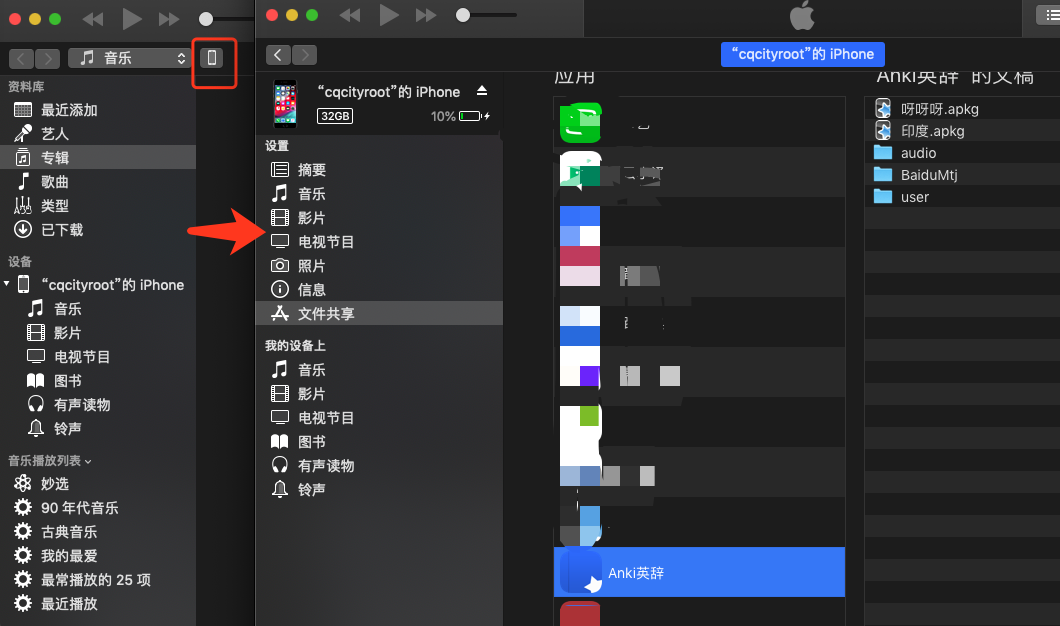 音乐
资料库
最近添加
艺人
专辑
歌曲
类型
已下载
设备
“cqcityroot”的 iPhone
音乐
影片
电视节目
图书
有声读物
铃声
音乐播放列表
妙选
90 年代音乐
古典音乐
我的最爱
最常播放的 25 项
最近播放
“cqcityroot”的 iPhone
“cqcityroot”的 iPhone
32GB
10%
设置
摘要
音乐
影片
电视节目
照片
信息
文件共享
我的设备上
音乐
影片
电视节目
图书
有声读物
铃声
应用
Anki英辞
“Anki英辞”的文稿
呀呀呀.apkg
印度.apkg
audio
BaiduMtj
user